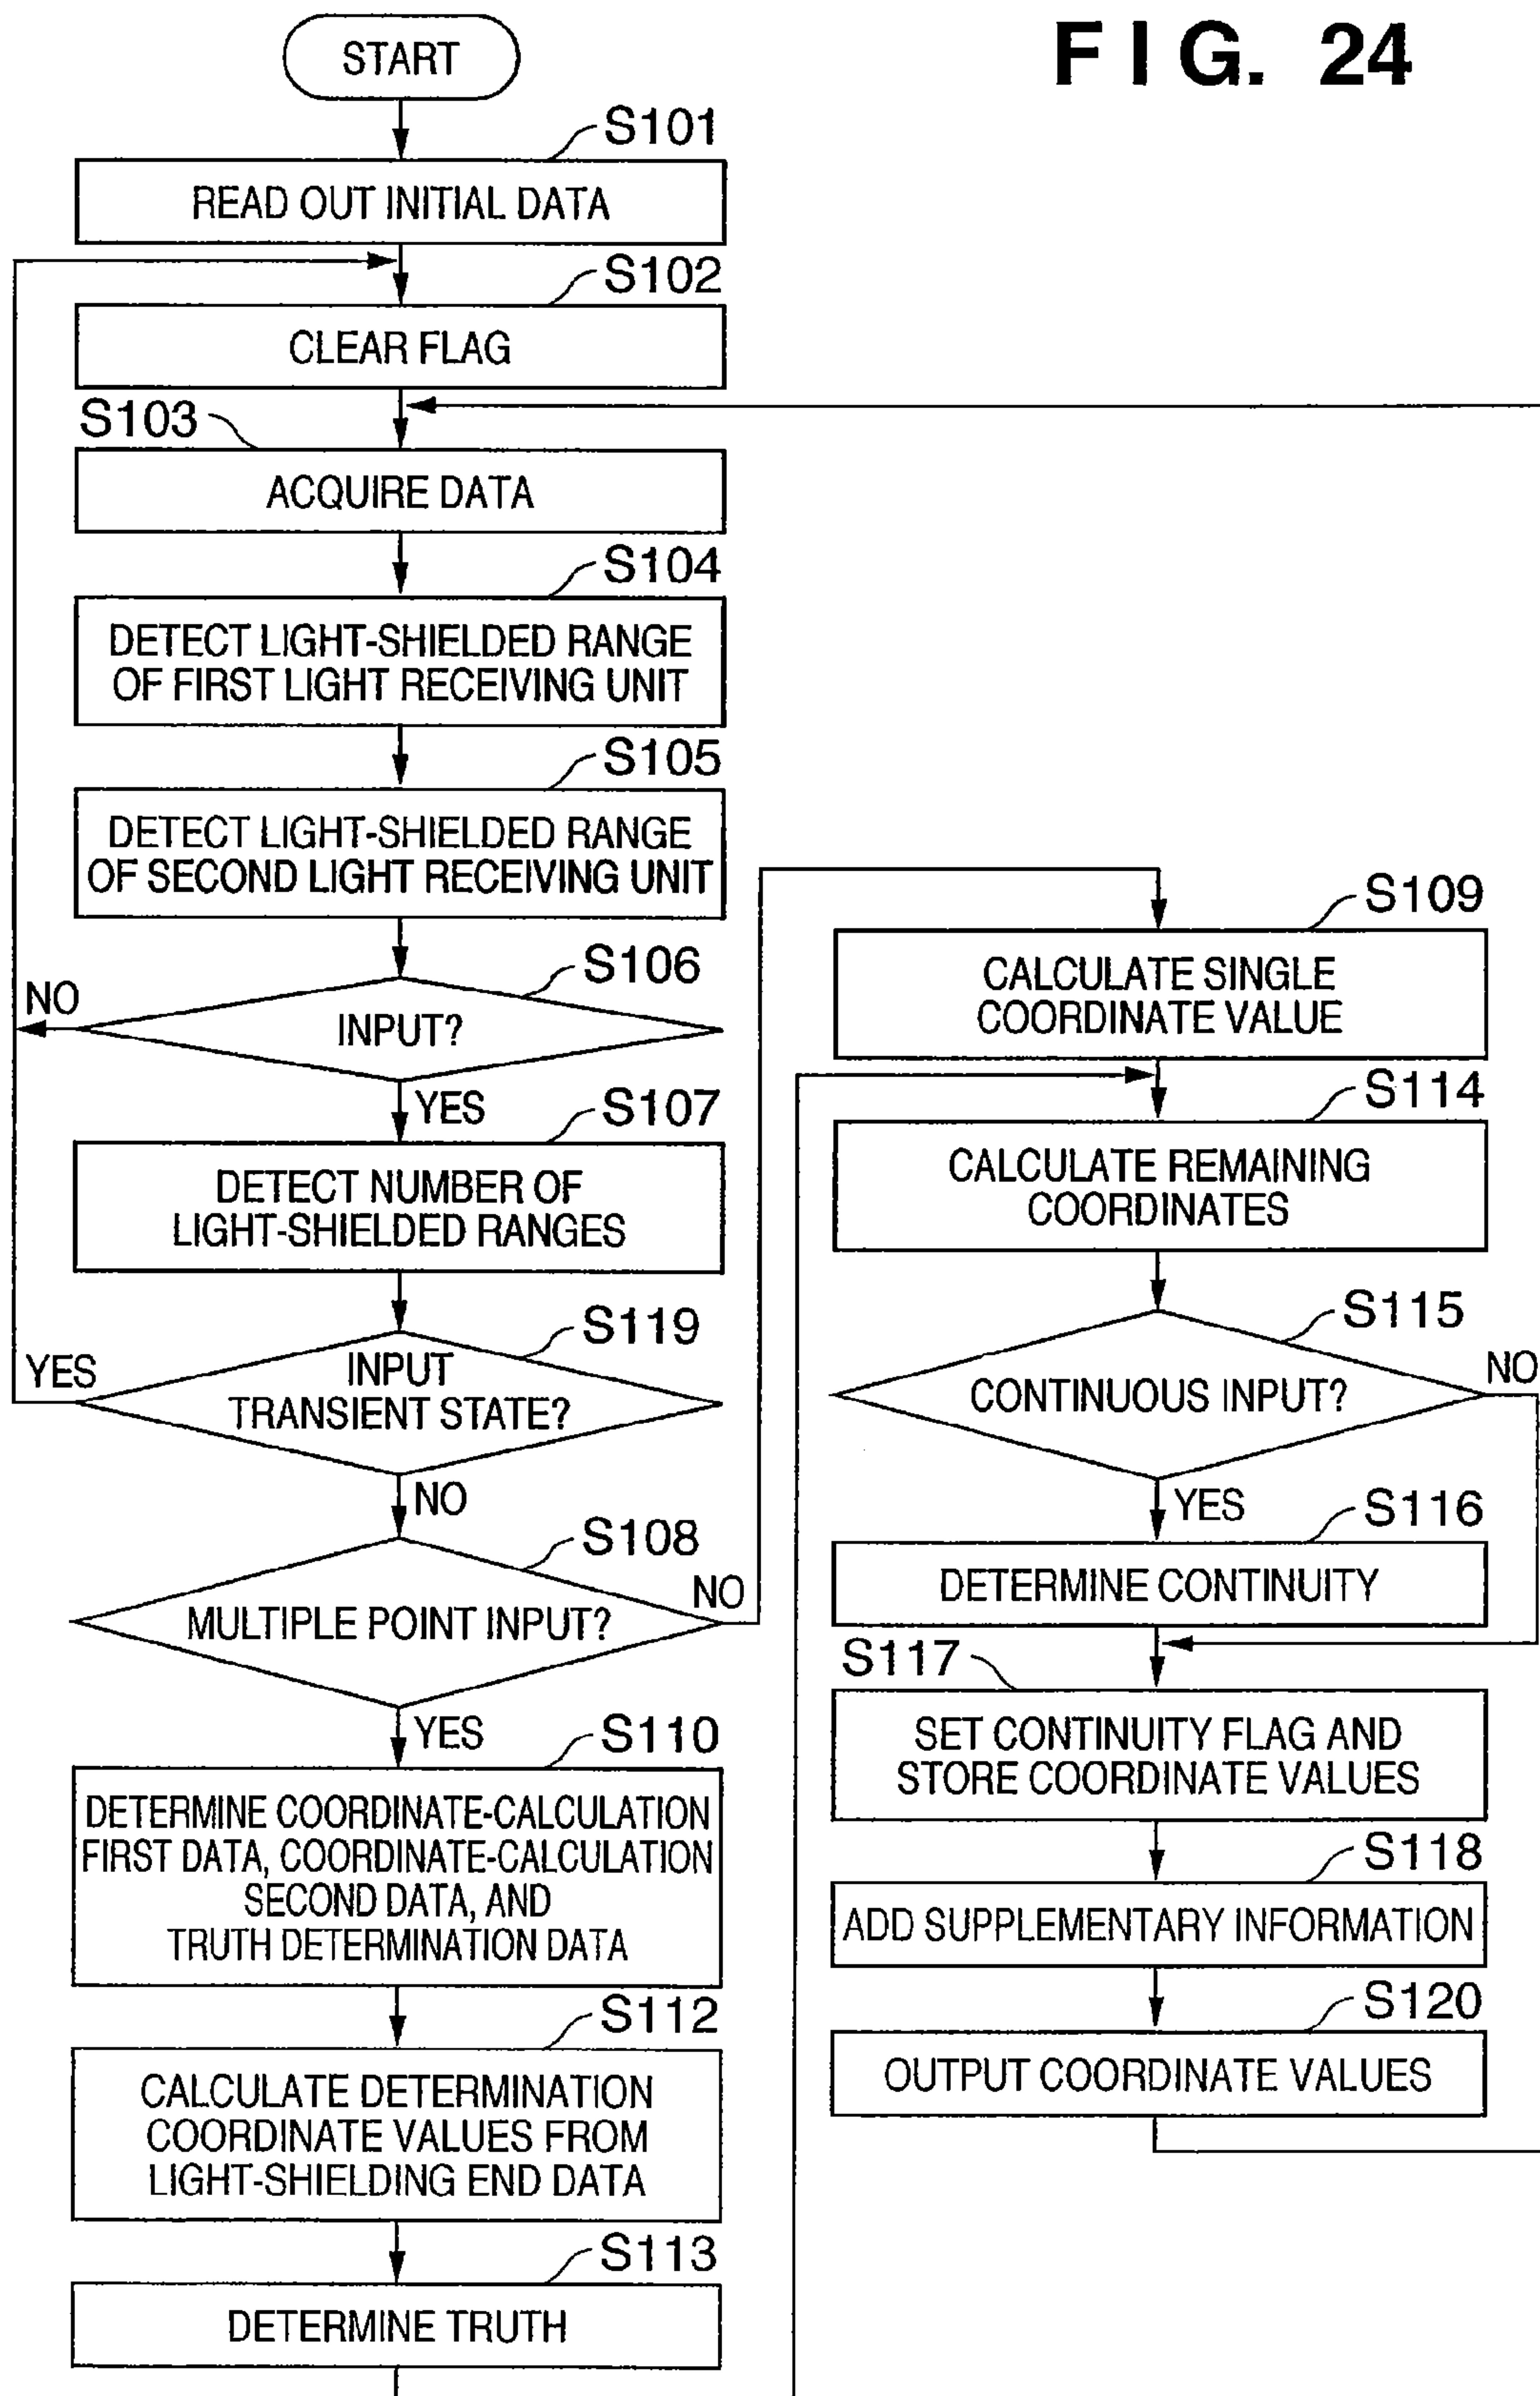 FIG. 24
START
S101
READ OUT INITIAL DATA
S102
CLEAR FLAG
S103
ACQUIRE DATA
S104
DETECT LIGHT-SHIELDED RANGE
OF FIRST LIGHT RECEIVING UNIT
S105
DETECT LIGHT-SHIELDED RANGE
OF SECOND LIGHT RECEIVING UNIT
S106
NO
INPUT?
YES
S107
DETECT NUMBER OF
LIGHT-SHIELDED RANGES
S119
YES
INPUT
TRANSIENT STATE?
NO
S108
NO
MULTIPLE POINT INPUT?
YES
S110
DETERMINE COORDINATE-CALCULATION
FIRST DATA, COORDINATE-CALCULATION
SECOND DATA, AND
TRUTH DETERMINATION DATA
S112
CALCULATE DETERMINATION
COORDINATE VALUES FROM
LIGHT-SHIELDING END DATA
S113
DETERMINE TRUTH
S109
CALCULATE SINGLE
COORDINATE VALUE
S114
CALCULATE REMAINING
COORDINATES
S115
NO
CONTINUOUS INPUT?
YES
S116
DETERMINE CONTINUITY
S117
SET CONTINUITY FLAG AND
STORE COORDINATE VALUES
S118
ADD SUPPLEMENTARY INFORMATION
S120
OUTPUT COORDINATE VALUES